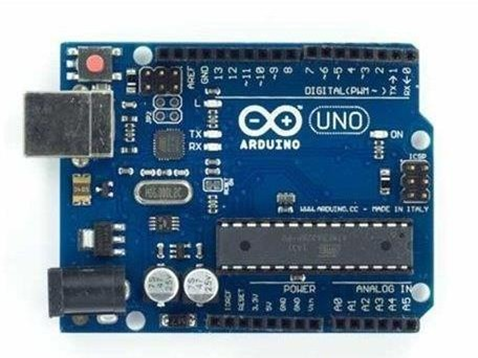 AREF
GND
13
12
~11
~10
~9
8
7
~6
~5
4
~3
2
TX→1
RX←0
DIGITAL(PWM ~)
L
TX
RX
ARDUINO
UNO
ON
ICSP
WWW.ARDUINO.CC - MADE IN ITALY
POWER
ANALOG IN
IOREF
RESET
3.3V
5V
GND
GND
Vin
A0
A1
A2
A3
A4
A5